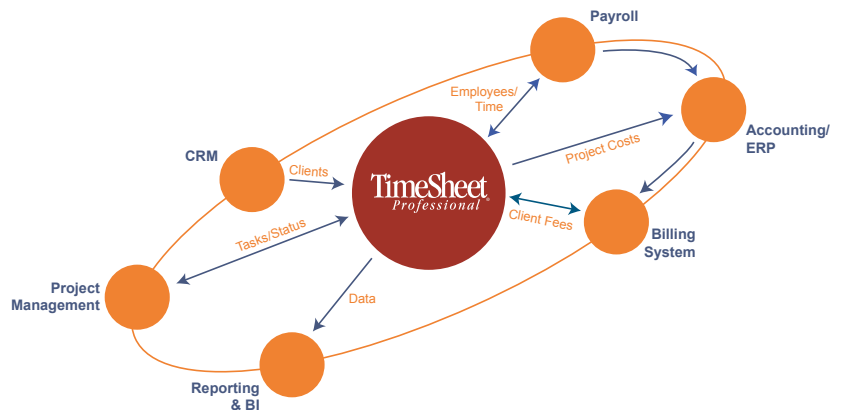 Payroll
Employees/
Time
Accounting/
ERP
Project Costs
CRM
Clients
TimeSheet
Professional®
Client Fees
Billing
System
Tasks/Status
Project
Management
Data
Reporting
& BI